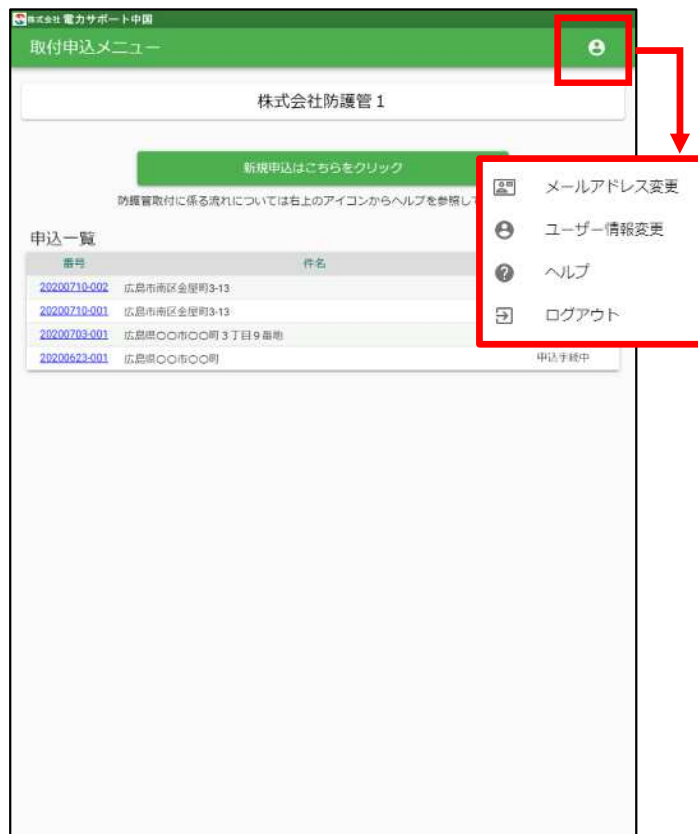 株式会社 電力サポート中国
取付申込メニュー
株式会社防護管1
新規申込はこちらをクリック
防護管取付に係る流れについては右上のアイコンからヘルプを参照して
メールアドレス変更
ユーザー情報変更
ヘルプ
ログアウト
申込一覧
番号 件名
20200710-002 広島市南区金屋町3-13
20200710-001 広島市南区金屋町3-13
20200703-001 広島県〇〇市〇〇町3丁目9番地
20200623-001 広島県〇〇市〇〇町 申込手続中